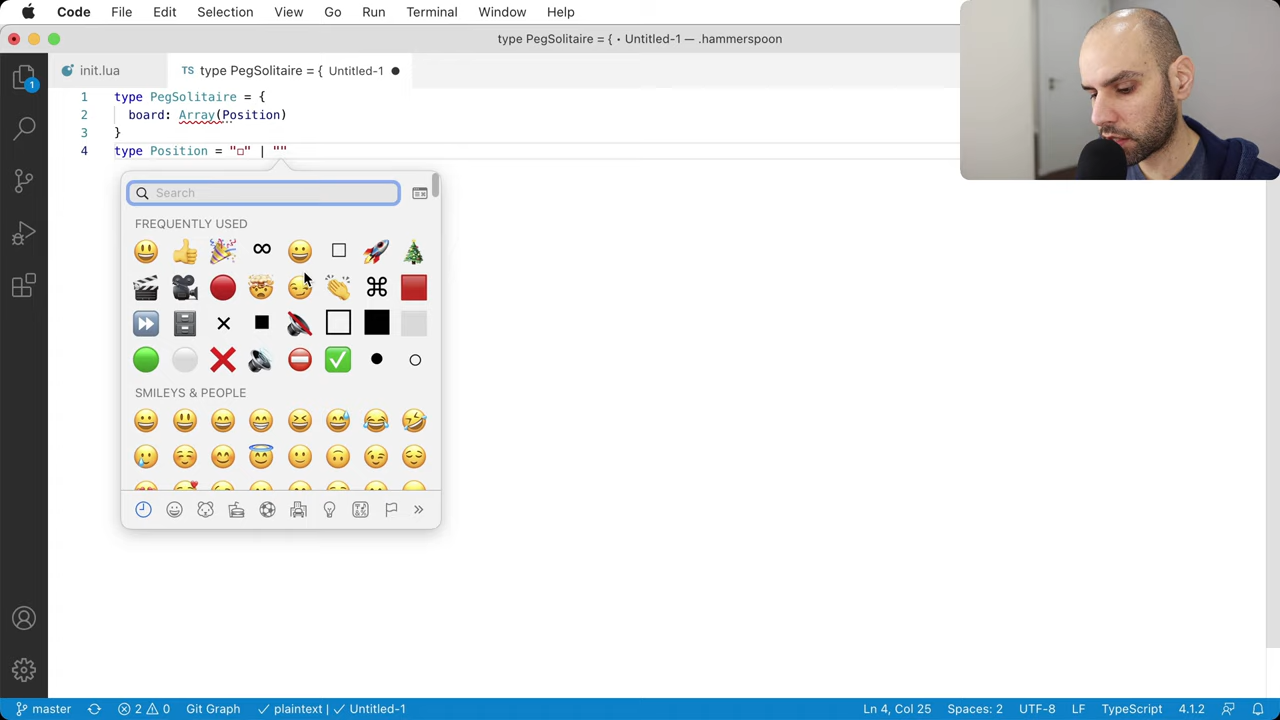 Code File Edit Selection View Go Run Terminal Window Help
type PegSolitaire = { • Untitled-1 — .hammerspoon
1
init.lua
TS type PegSolitaire = { Untitled-1 ●
1 type PegSolitaire = {
2 board: Array(Position)
3 }
4 type Position = "□" | ""
Search
FREQUENTLY USED
SMILEYS & PEOPLE
master 2 0 Git Graph ✓ plaintext | ✓ Untitled-1 Ln 4, Col 25 Spaces: 2 UTF-8 LF TypeScript 4.1.2